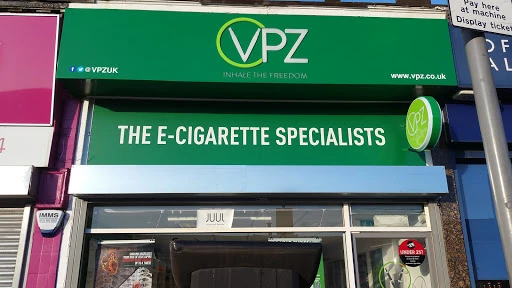 Pay here
at machine
Display ticket
VPZ
INHALE THE FREEDOM
@VPZUK
www.vpz.co.uk
THE E-CIGARETTE SPECIALISTS
VPZ
IMMS
JUUL
UNDER 25?